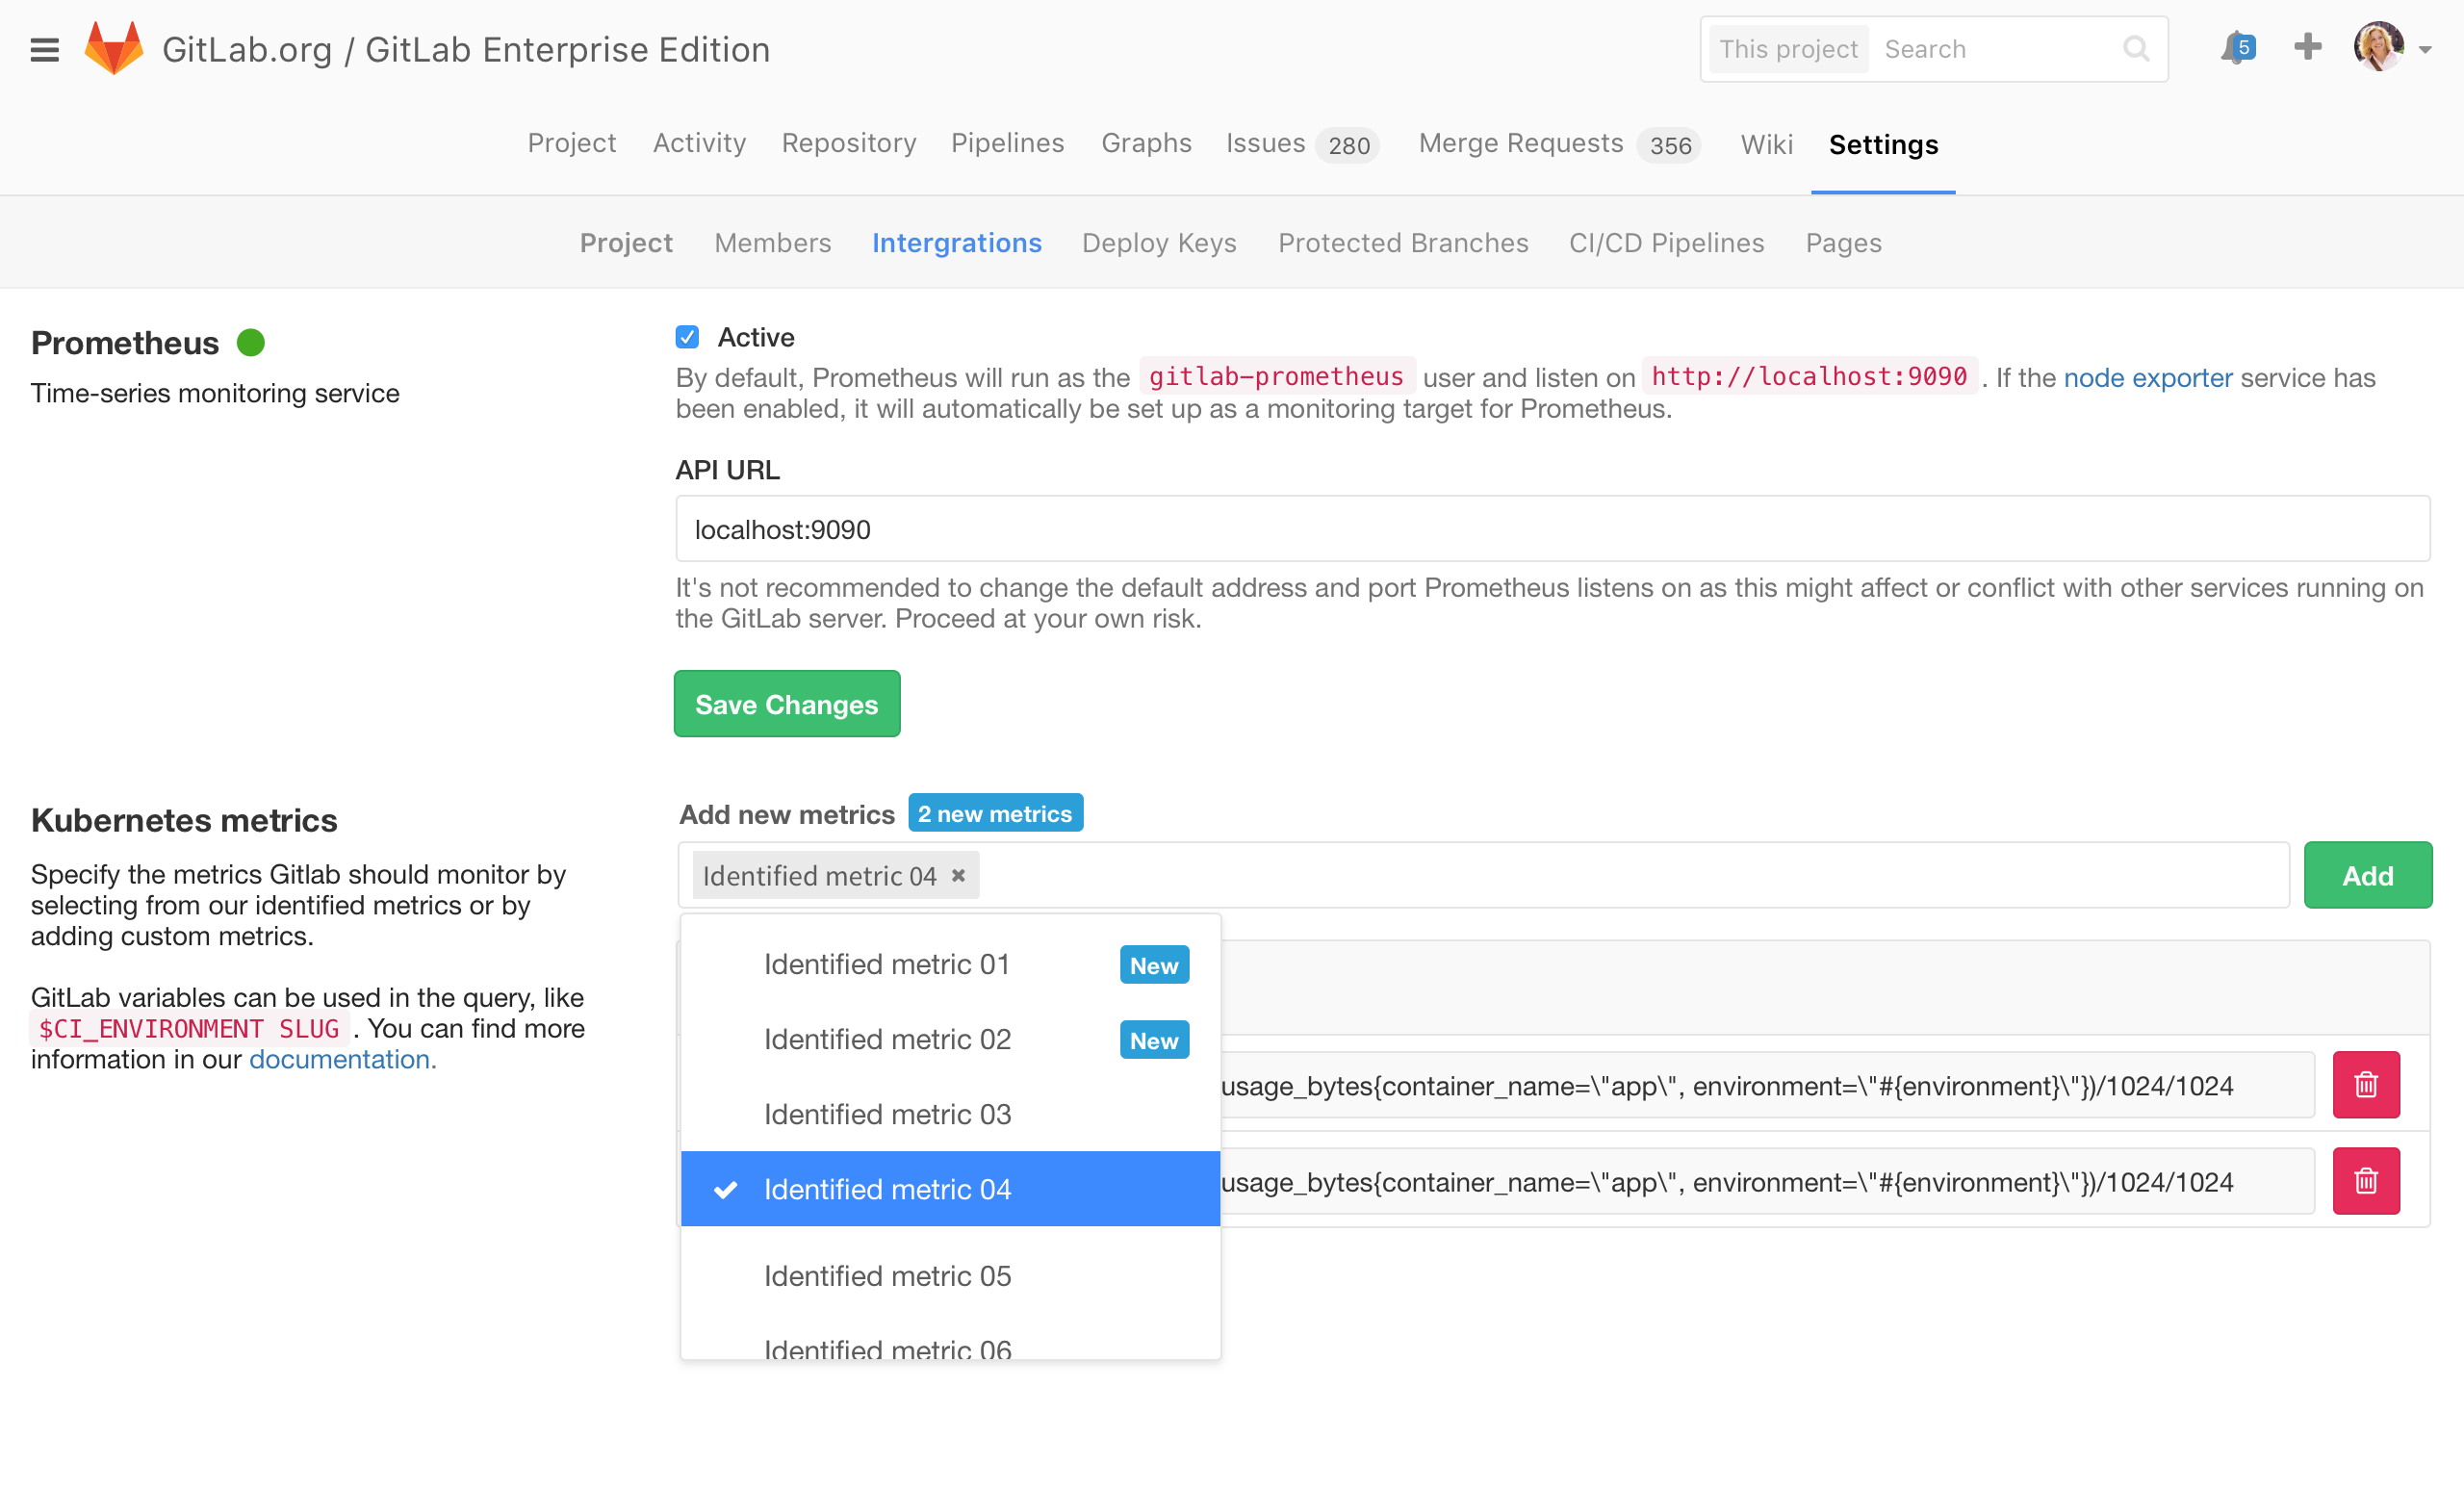 GitLab.org / GitLab Enterprise Edition
This project Search
5
Project Activity Repository Pipelines Graphs Issues 280 Merge Requests 356 Wiki Settings
Project Members Intergrations Deploy Keys Protected Branches CI/CD Pipelines Pages
Prometheus
Time-series monitoring service
Active
By default, Prometheus will run as the gitlab-prometheus user and listen on http://localhost:9090 . If the node exporter service has
been enabled, it will automatically be set up as a monitoring target for Prometheus.
API URL
localhost:9090
It's not recommended to change the default address and port Prometheus listens on as this might affect or conflict with other services running on
the GitLab server. Proceed at your own risk.
Save Changes
Kubernetes metrics
Specify the metrics Gitlab should monitor by
selecting from our identified metrics or by
adding custom metrics.
GitLab variables can be used in the query, like
$CI_ENVIRONMENT SLUG . You can find more
information in our documentation.
Add new metrics 2 new metrics
Identified metric 04
Add
Identified metric 01 New
Identified metric 02 New
Identified metric 03
Identified metric 04
Identified metric 05
Identified metric 06
usage_bytes{container_name=\"app\", environment=\"#{environment}\"})/1024/1024
usage_bytes{container_name=\"app\", environment=\"#{environment}\"})/1024/1024